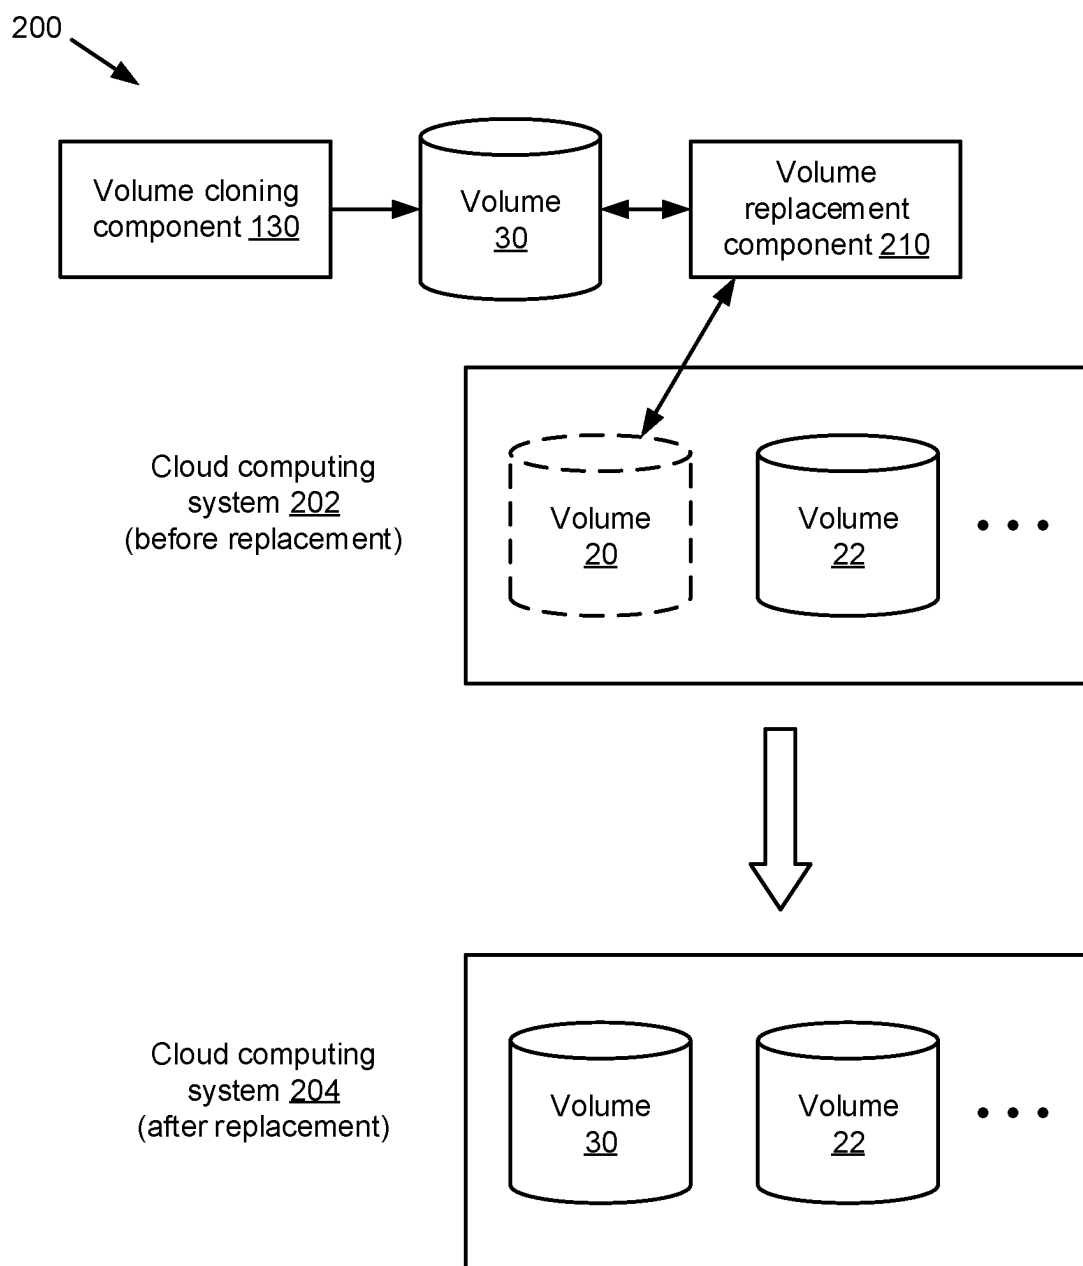 200
Volume cloning
component 130
Volume
30
Volume
replacement
component 210
Cloud computing
system 202
(before replacement)
Volume
20
Volume
22
• • •
Cloud computing
system 204
(after replacement)
Volume
30
Volume
22
• • •